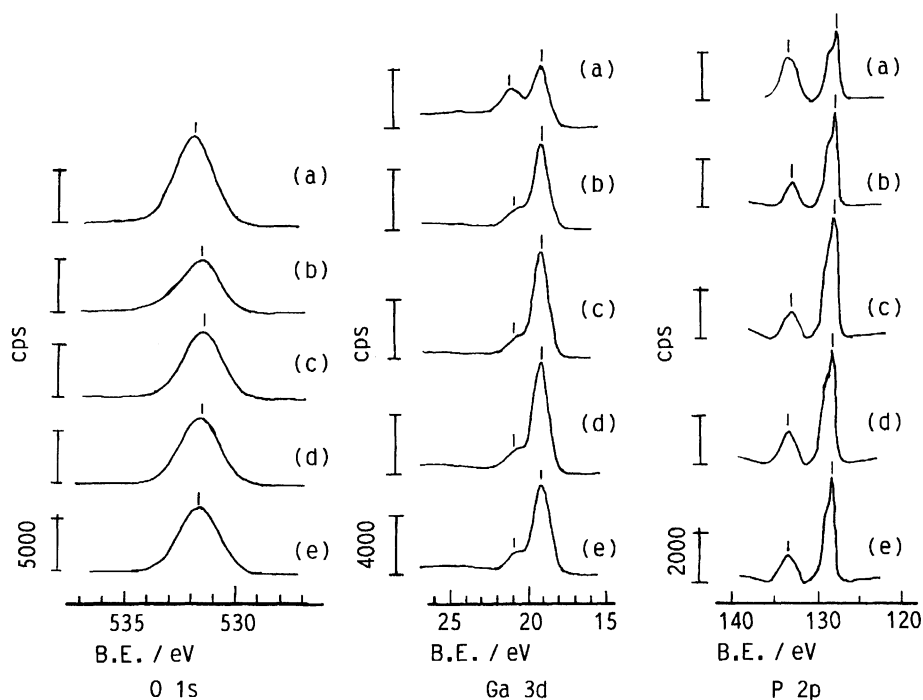 (a)
(b)
(c)
(d)
(e)
cps
5000
535 530
B.E. / eV
O 1s
(a)
(b)
(c)
(d)
(e)
cps
4000
25 20 15
B.E. / eV
Ga 3d
(a)
(b)
(c)
(d)
(e)
cps
2000
140 130 120
B.E. / eV
P 2p